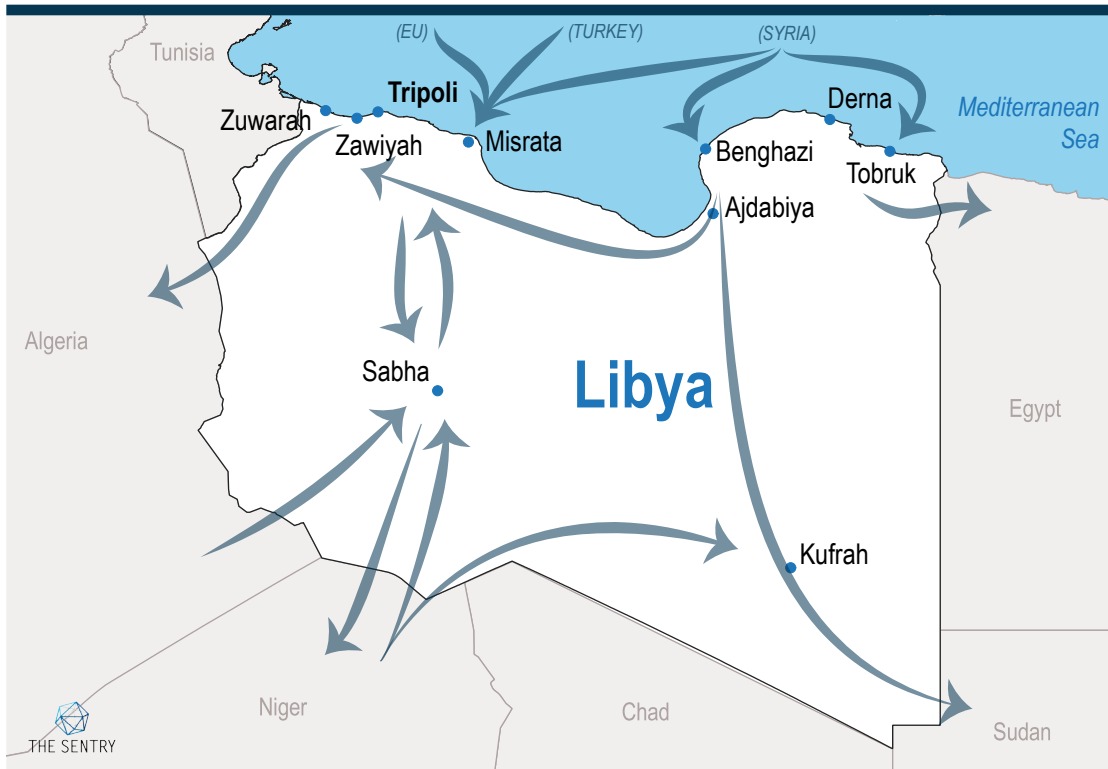 (EU)
(TURKEY)
(SYRIA)
Tunisia
Tripoli
Zuwarah
Zawiyah
Misrata
Derna
Mediterranean
Sea
Benghazi
Tobruk
Ajdabiya
Algeria
Sabha
Libya
Egypt
Kufrah
Niger
Chad
Sudan
THE SENTRY